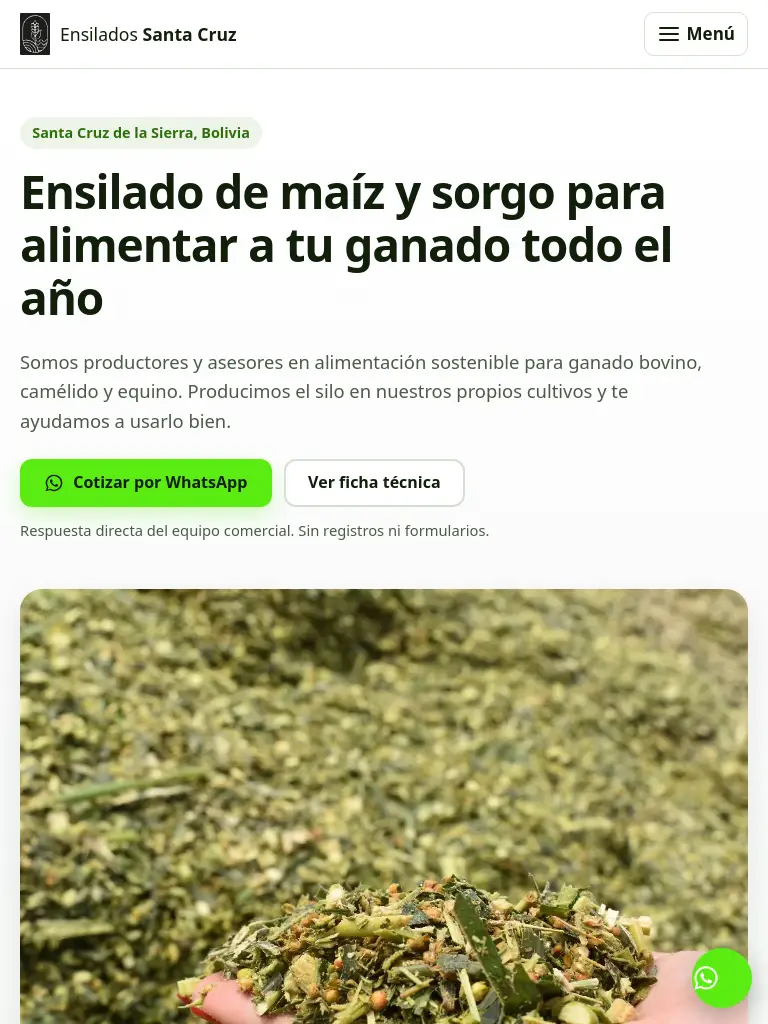 Ensilados Santa Cruz
Menú
Santa Cruz de la Sierra, Bolivia
Ensilado de maíz y sorgo para
alimentar a tu ganado todo el
año
Somos productores y asesores en alimentación sostenible para ganado bovino,
camélido y equino. Producimos el silo en nuestros propios cultivos y te
ayudamos a usarlo bien.
Cotizar por WhatsApp
Ver ficha técnica
Respuesta directa del equipo comercial. Sin registros ni formularios.